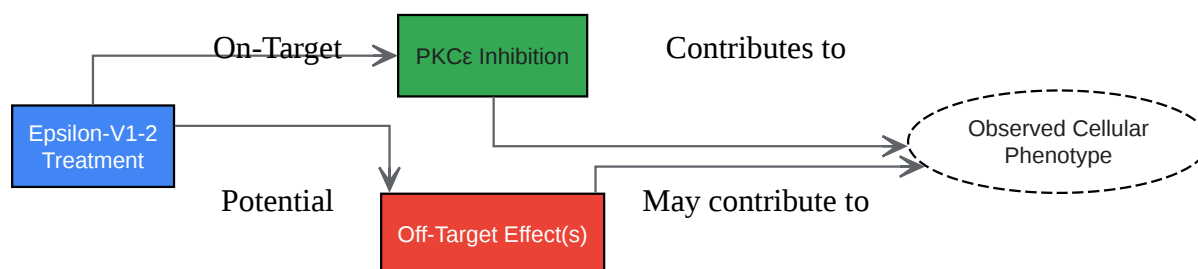 On-Target
PKCε Inhibition
Contributes to
Epsilon-V1-2
Treatment
Observed Cellular
Phenotype
Potential
May contribute to
Off-Target Effect(s)